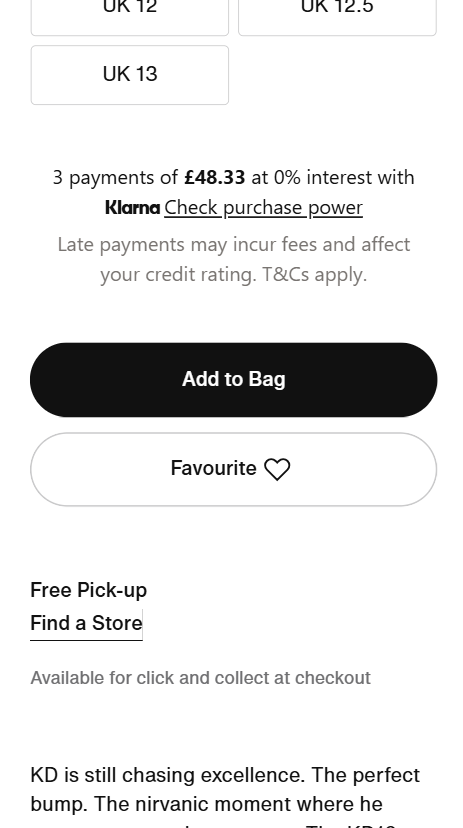 UK 12
UK 12.5
UK 13
3 payments of £48.33 at 0% interest with
Klarna Check purchase power
Late payments may incur fees and affect
your credit rating. T&Cs apply.
Add to Bag
Favourite
Free Pick-up
Find a Store
Available for click and collect at checkout
KD is still chasing excellence. The perfect
bump. The nirvanic moment where he